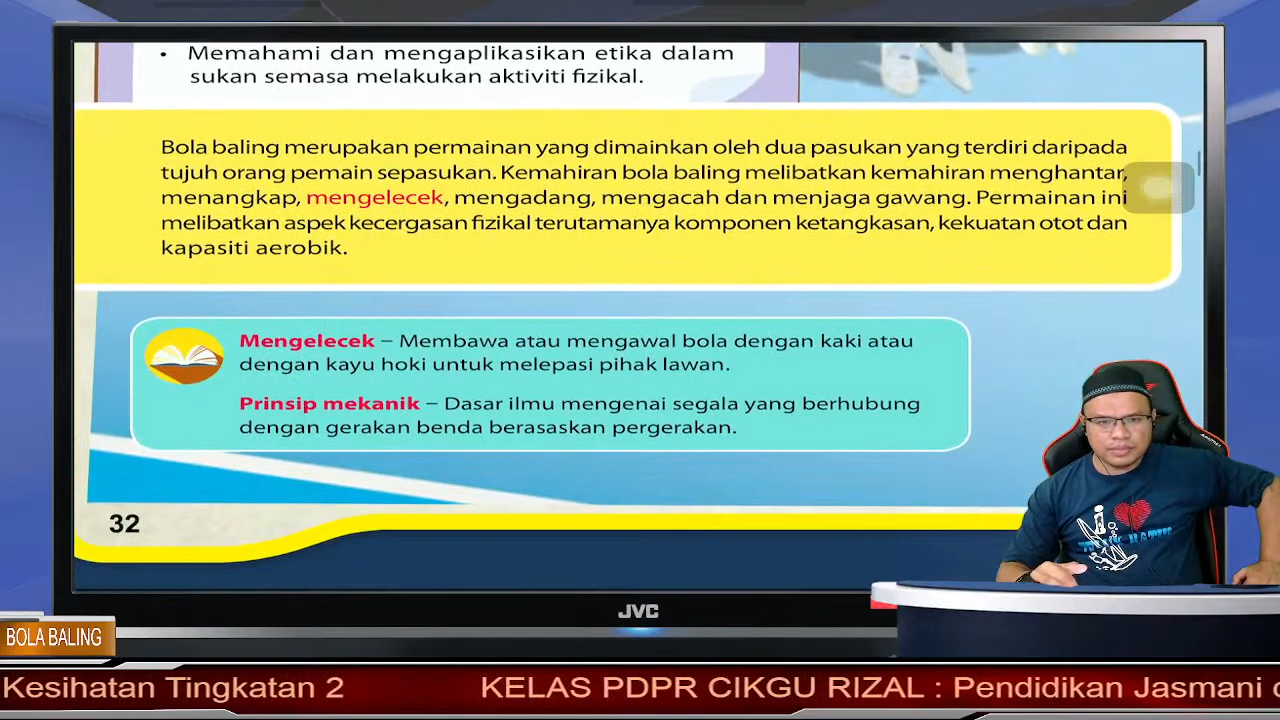 • Memahami dan mengaplikasikan etika dalam
sukan semasa melakukan aktiviti fizikal.
Bola baling merupakan permainan yang dimainkan oleh dua pasukan yang terdiri daripada
tujuh orang pemain sepasukan. Kemahiran bola baling melibatkan kemahiran menghantar,
menangkap, mengelecek, mengadang, mengacah dan menjaga gawang. Permainan ini
melibatkan aspek kecergasan fizikal terutamanya komponen ketangkasan, kekuatan otot dan
kapasiti aerobik.
Mengelecek – Membawa atau mengawal bola dengan kaki atau
dengan kayu hoki untuk melepasi pihak lawan.
Prinsip mekanik – Dasar ilmu mengenai segala yang berhubung
dengan gerakan benda berasaskan pergerakan.
32
JVC
BOLA BALING
Kesihatan Tingkatan 2 KELAS PDPR CIKGU RIZAL : Pendidikan Jasmani